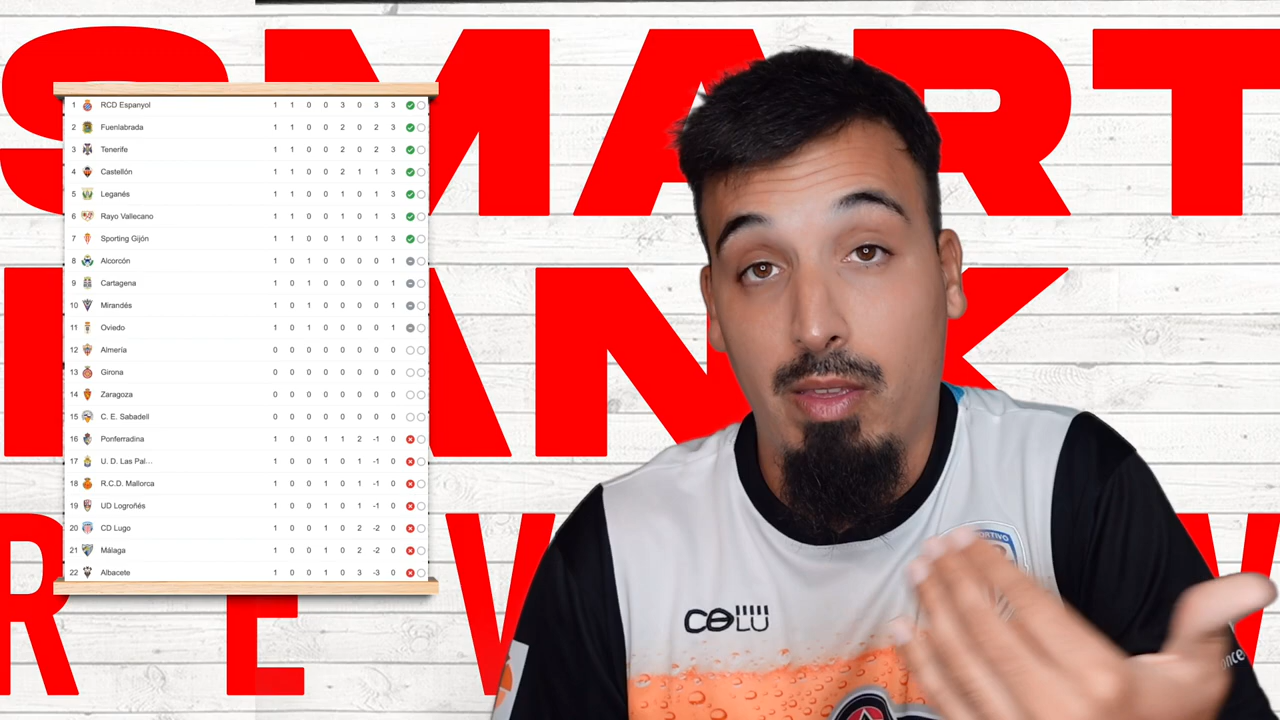 SMART
BANK
REVIEW
1 RCD Espanyol 1 1 0 0 3 0 3 3
2 Fuenlabrada 1 1 0 0 2 0 2 3
3 Tenerife 1 1 0 0 2 0 2 3
4 Castellón 1 1 0 0 2 1 1 3
5 Leganés 1 1 0 0 1 0 1 3
6 Rayo Vallecano 1 1 0 0 1 0 1 3
7 Sporting Gijón 1 1 0 0 1 0 1 3
8 Alcorcón 1 0 1 0 0 0 0 1
9 Cartagena 1 0 1 0 0 0 0 1
10 Mirandés 1 0 1 0 0 0 0 1
11 Oviedo 1 0 1 0 0 0 0 1
12 Almería 0 0 0 0 0 0 0 0
13 Girona 0 0 0 0 0 0 0 0
14 Zaragoza 0 0 0 0 0 0 0 0
15 C. E. Sabadell 0 0 0 0 0 0 0 0
16 Ponferradina 1 0 0 1 1 2 -1 0
17 U. D. Las Pal... 1 0 0 1 0 1 -1 0
18 R.C.D. Mallorca 1 0 0 1 0 1 -1 0
19 UD Logroñés 1 0 0 1 0 1 -1 0
20 CD Lugo 1 0 0 1 0 2 -2 0
21 Málaga 1 0 0 1 0 2 -2 0
22 Albacete 1 0 0 1 0 3 -3 0
CELU